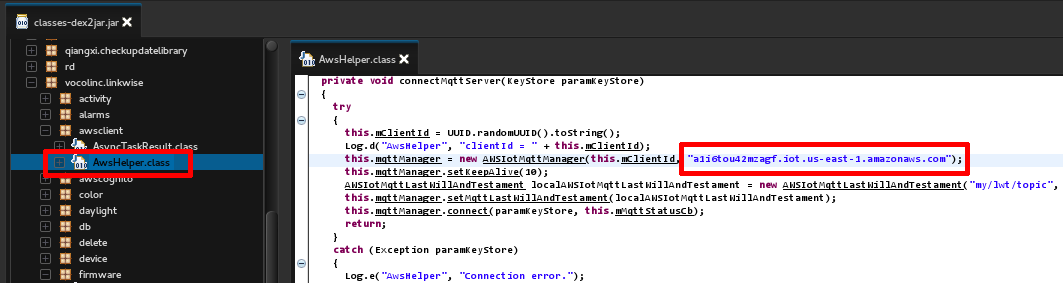 classes-dex2jar.jar
qiangxi.checkupdatelibrary
rd
vocolinc.linkwise
activity
alarms
awsclient
AsyncTaskResult.class
AwsHelper.class
awscognito
color
daylight
db
delete
device
firmware
AwsHelper.class
private void connectMqttServer(KeyStore paramKeyStore)
{
try
{
this.mClientId = UUID.randomUUID().toString();
Log.d("AwsHelper", "clientId = " + this.mClientId);
this.mqttManager = new AWSIotMqttManager(this.mClientId, "a1i6tou42mzagf.iot.us-east-1.amazonaws.com");
this.mqttManager.setKeepAlive(10);
AWSIotMqttLastWillAndTestament localAWSIotMqttLastWillAndTestament = new AWSIotMqttLastWillAndTestament("my/lwt/topic",
this.mqttManager.setMqttLastWillAndTestament(localAWSIotMqttLastWillAndTestament);
this.mqttManager.connect(paramKeyStore, this.mMqttStatusCb);
return;
}
catch (Exception paramKeyStore)
{
Log.e("AwsHelper", "Connection error.");